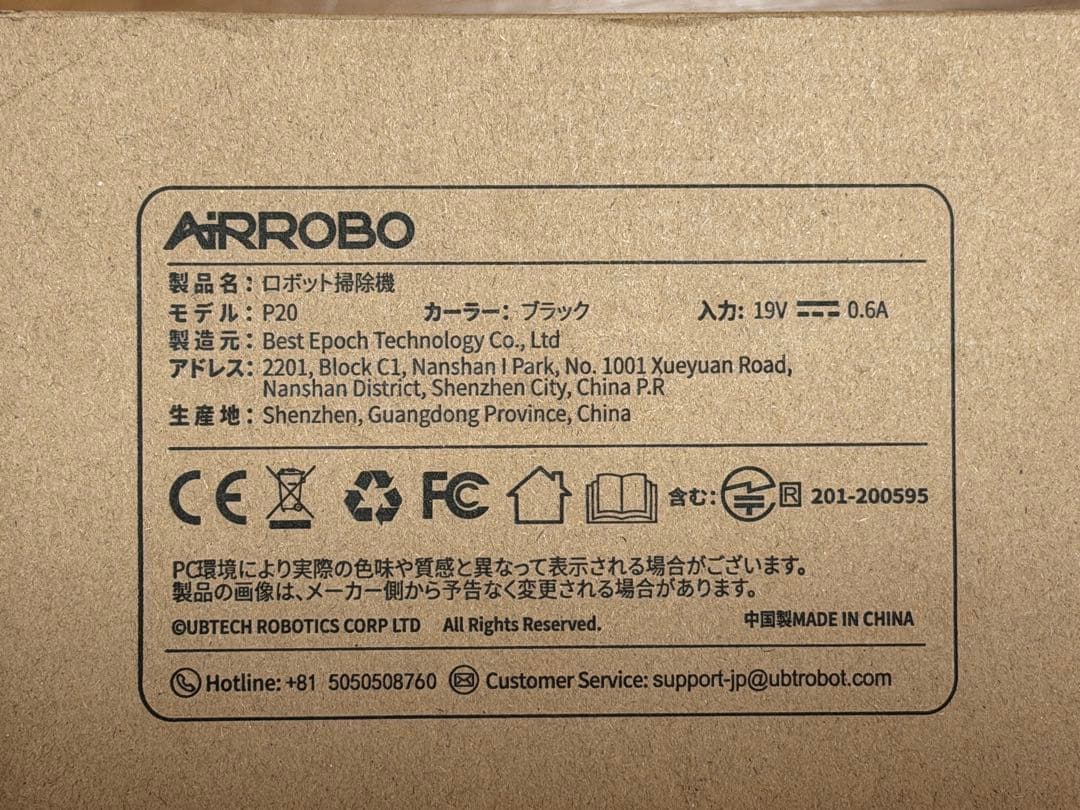 AiRROBO
製品名：ロボット掃除機
モデル：P20 カーラー：ブラック 入力: 19V ⎓ 0.6A
製造元：Best Epoch Technology Co., Ltd
アドレス：2201, Block C1, Nanshan I Park, No. 1001 Xueyuan Road,
Nanshan District, Shenzhen City, China P.R
生産地：Shenzhen, Guangdong Province, China
CE FC 含む: R 201-200595
PC環境により実際の色味や質感と異なって表示される場合がございます。
製品の画像は、メーカー側から予告なく変更される場合があります。
©UBTECH ROBOTICS CORP LTD All Rights Reserved. 中国製MADE IN CHINA
Hotline: +81 5050508760 Customer Service: support-jp@ubtrobot.com